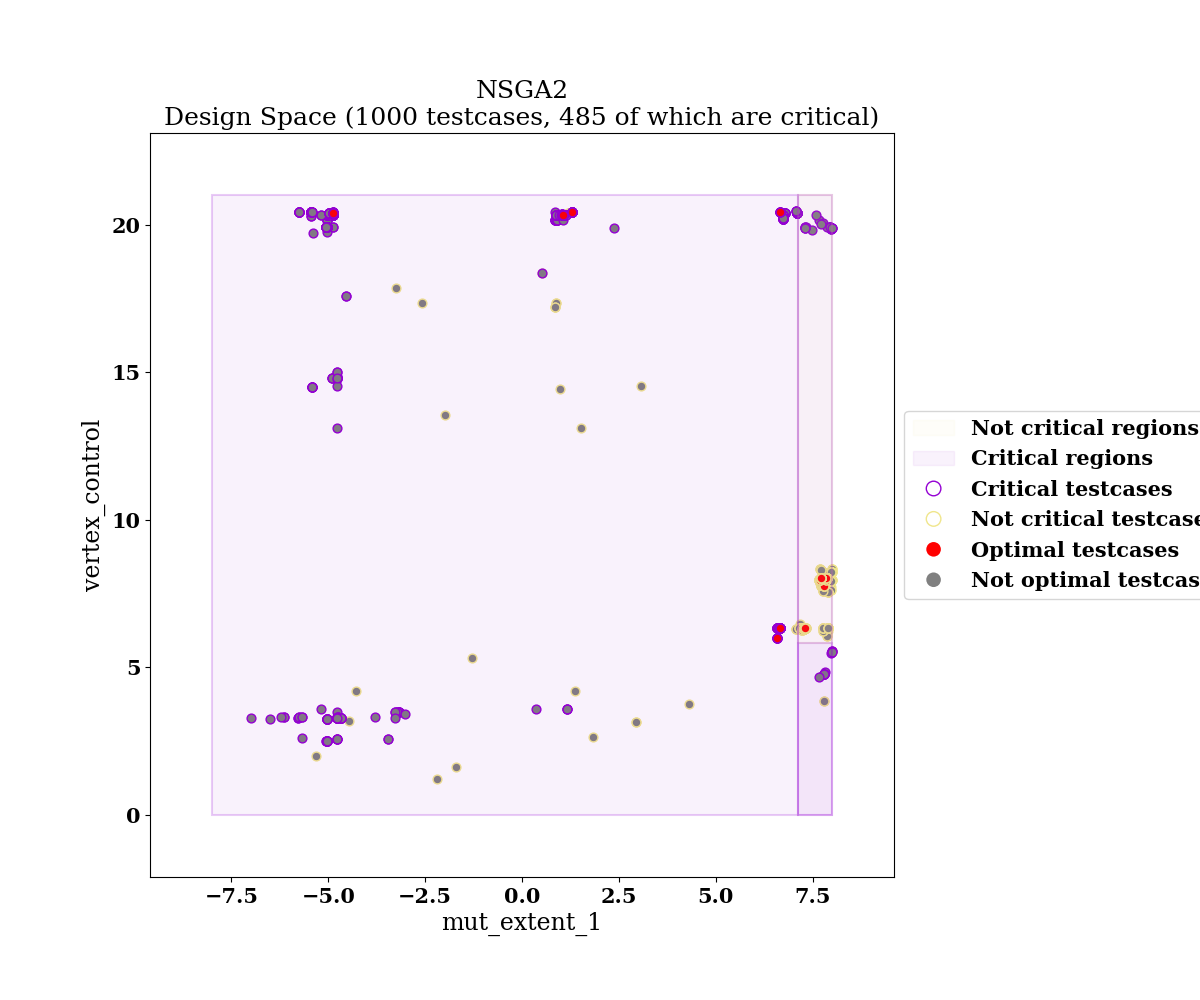 NSGA2
Design Space (1000 testcases, 485 of which are critical)
20
15
10
5
0
vertex_control
−7.5
−5.0
−2.5
0.0
2.5
5.0
7.5
mut_extent_1
Not critical regions
Critical regions
Critical testcases
Not critical testcase
Optimal testcases
Not optimal testcas